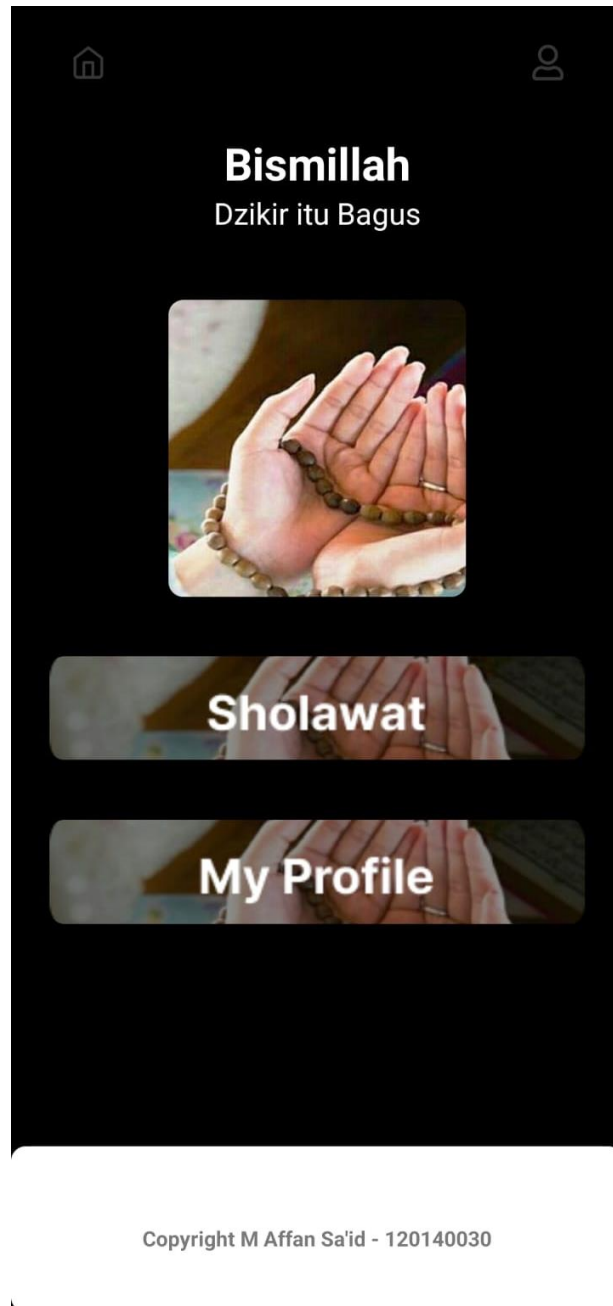 Bismillah
Dzikir itu Bagus
Sholawat
My Profile
Copyright M Affan Sa'id - 120140030